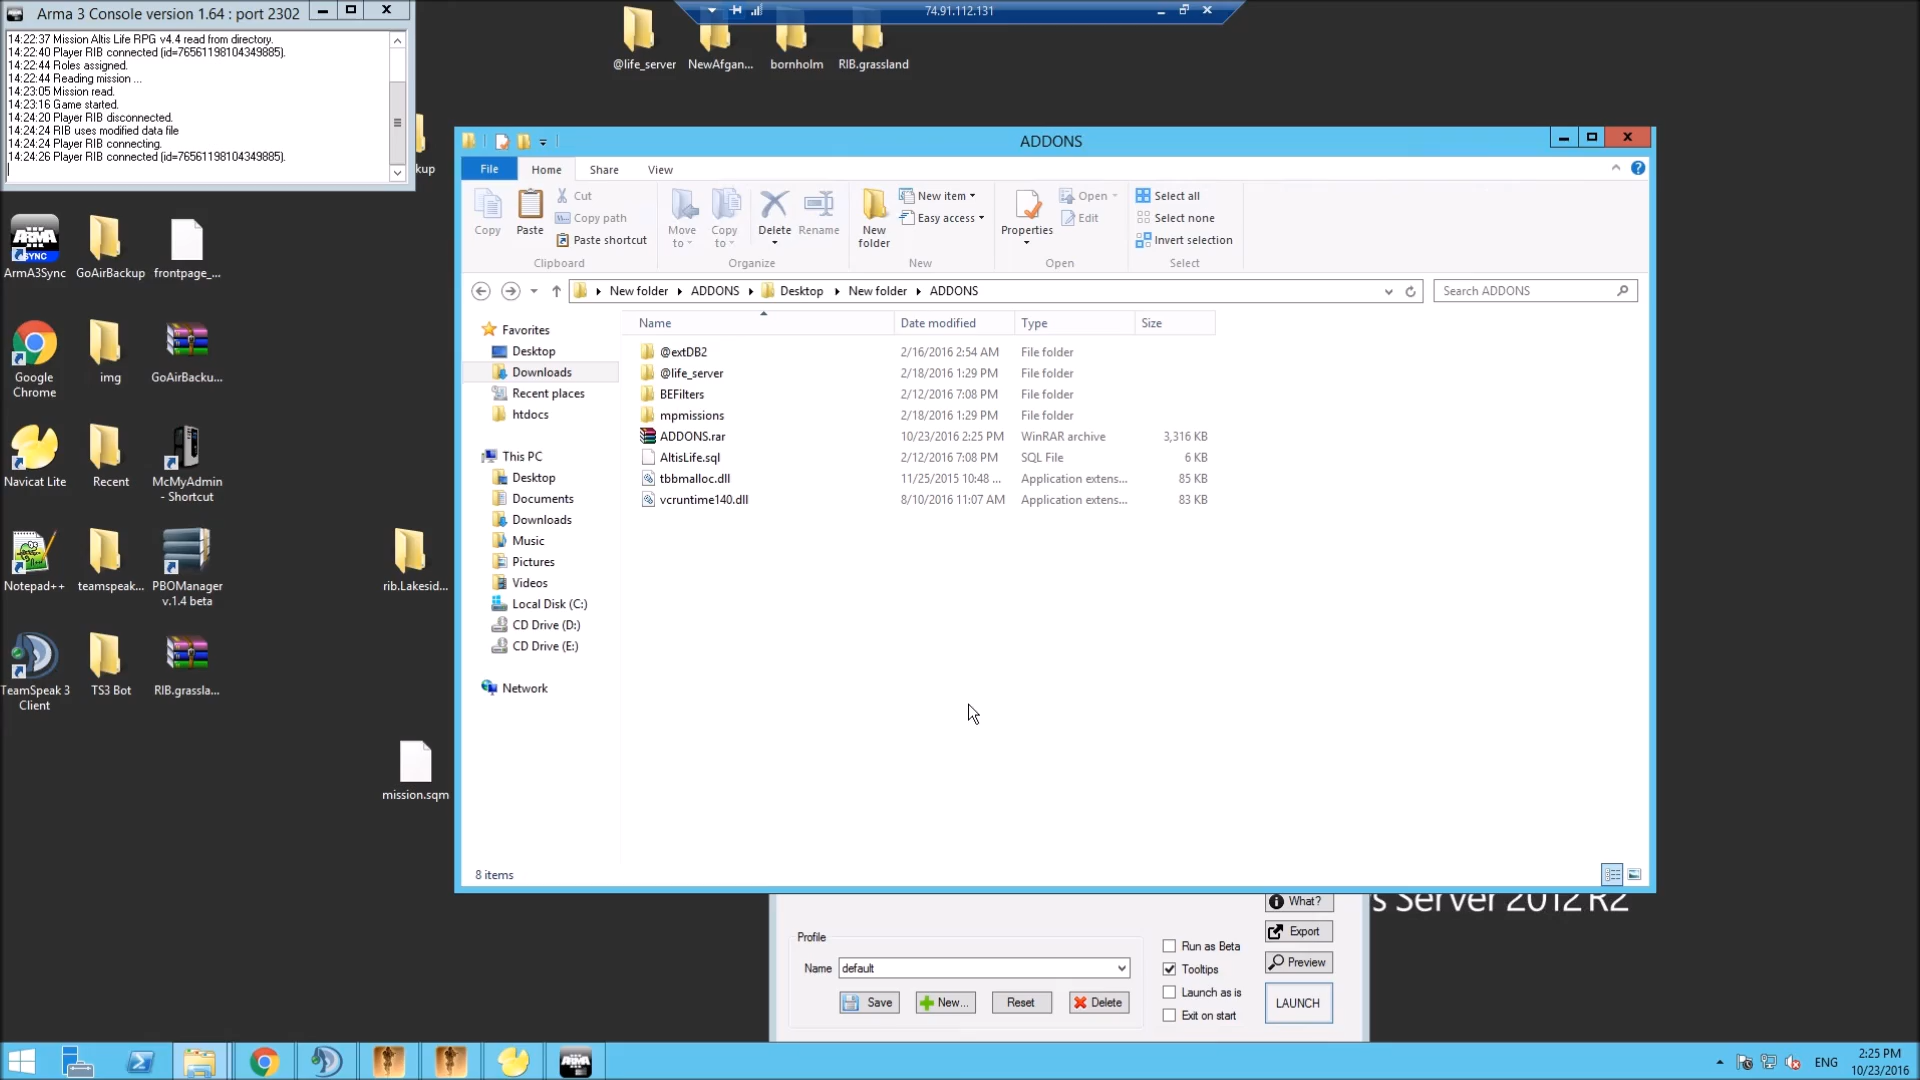 Arma 3 Console version 1.64 : port 2302
14:22:37 Mission Altis Life RPG v4.4 read from directory.
14:22:40 Player RIB connected (id=76561198104349885).
14:22:44 Roles assigned.
14:22:44 Reading mission ...
14:23:05 Mission read.
14:23:16 Game started.
14:24:20 Player RIB disconnected.
14:24:24 RIB uses modified data file
14:24:24 Player RIB connecting.
14:24:26 Player RIB connected (id=76561198104349885).
74.91.112.131
@life_server
NewAfgan...
bornholm
RIB.grassland
kup
ArmA3Sync
GoAirBackup
frontpage_...
Google Chrome
img
GoAirBacku...
Navicat Lite
Recent
McMyAdmin - Shortcut
Notepad++
teamspeak...
PBOManager v.1.4 beta
rib.Lakesid...
TeamSpeak 3 Client
TS3 Bot
RIB.grassla...
mission.sqm
ADDONS
File
Home
Share
View
Copy
Paste
Cut
Copy path
Paste shortcut
Clipboard
Move to
Copy to
Delete
Rename
Organize
New folder
New item
Easy access
New
Properties
Open
Edit
Open
Select all
Select none
Invert selection
Select
New folder
ADDONS
Desktop
New folder
ADDONS
Search ADDONS
Favorites
Desktop
Downloads
Recent places
htdocs
This PC
Desktop
Documents
Downloads
Music
Pictures
Videos
Local Disk (C:)
CD Drive (D:)
CD Drive (E:)
Network
Name Date modified Type Size
@extDB2 2/16/2016 2:54 AM File folder
@life_server 2/18/2016 1:29 PM File folder
BEFilters 2/12/2016 7:08 PM File folder
mpmissions 2/18/2016 1:29 PM File folder
ADDONS.rar 10/23/2016 2:25 PM WinRAR archive 3,316 KB
AltisLife.sql 2/12/2016 7:08 PM SQL File 6 KB
tbbmalloc.dll 11/25/2015 10:48 ... Application extens... 85 KB
vcruntime140.dll 8/10/2016 11:07 AM Application extens... 83 KB
8 items
s Server 2012 R2
What?
Export
Preview
LAUNCH
Profile
Name default
Save
New...
Reset
Delete
Run as Beta
Tooltips
Launch as is
Exit on start
ENG
2:25 PM
10/23/2016